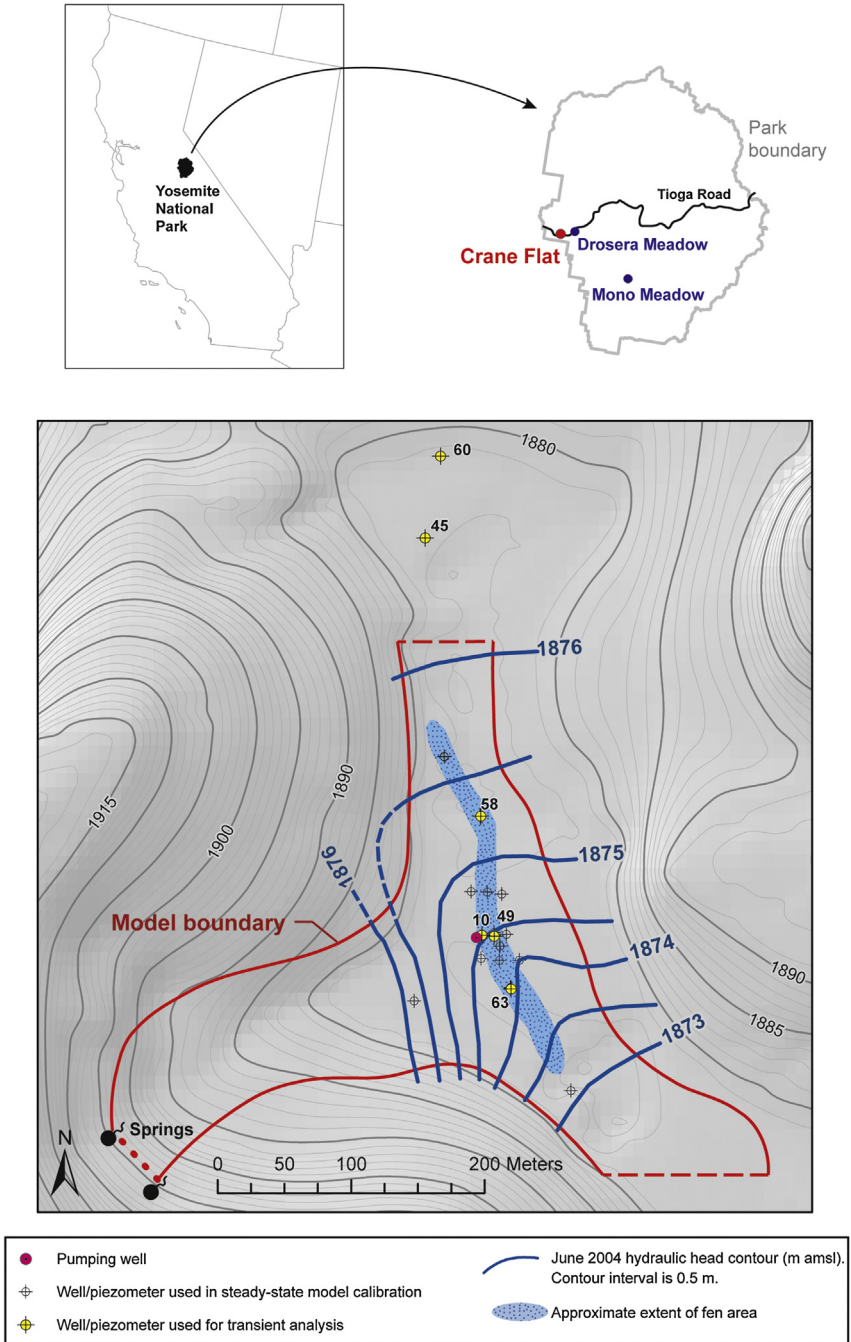 Yosemite
National
Park
Park
boundary
Tioga Road
Drosera Meadow
Crane Flat
Mono Meadow
60
1880
45
1876
1890
58
1915
1900
1876
1875
Model boundary
10
49
1874
1890
63
1885
1873
Springs
N
0 50 100 200 Meters
Pumping well
Well/piezometer used in steady-state model calibration
Well/piezometer used for transient analysis
June 2004 hydraulic head contour (m amsl).
Contour interval is 0.5 m.
Approximate extent of fen area